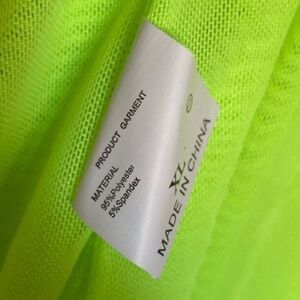 PRODUCT GARMENT
MATERIAL
95%Polyester
5%Spandex
XL
MADE IN CHINA